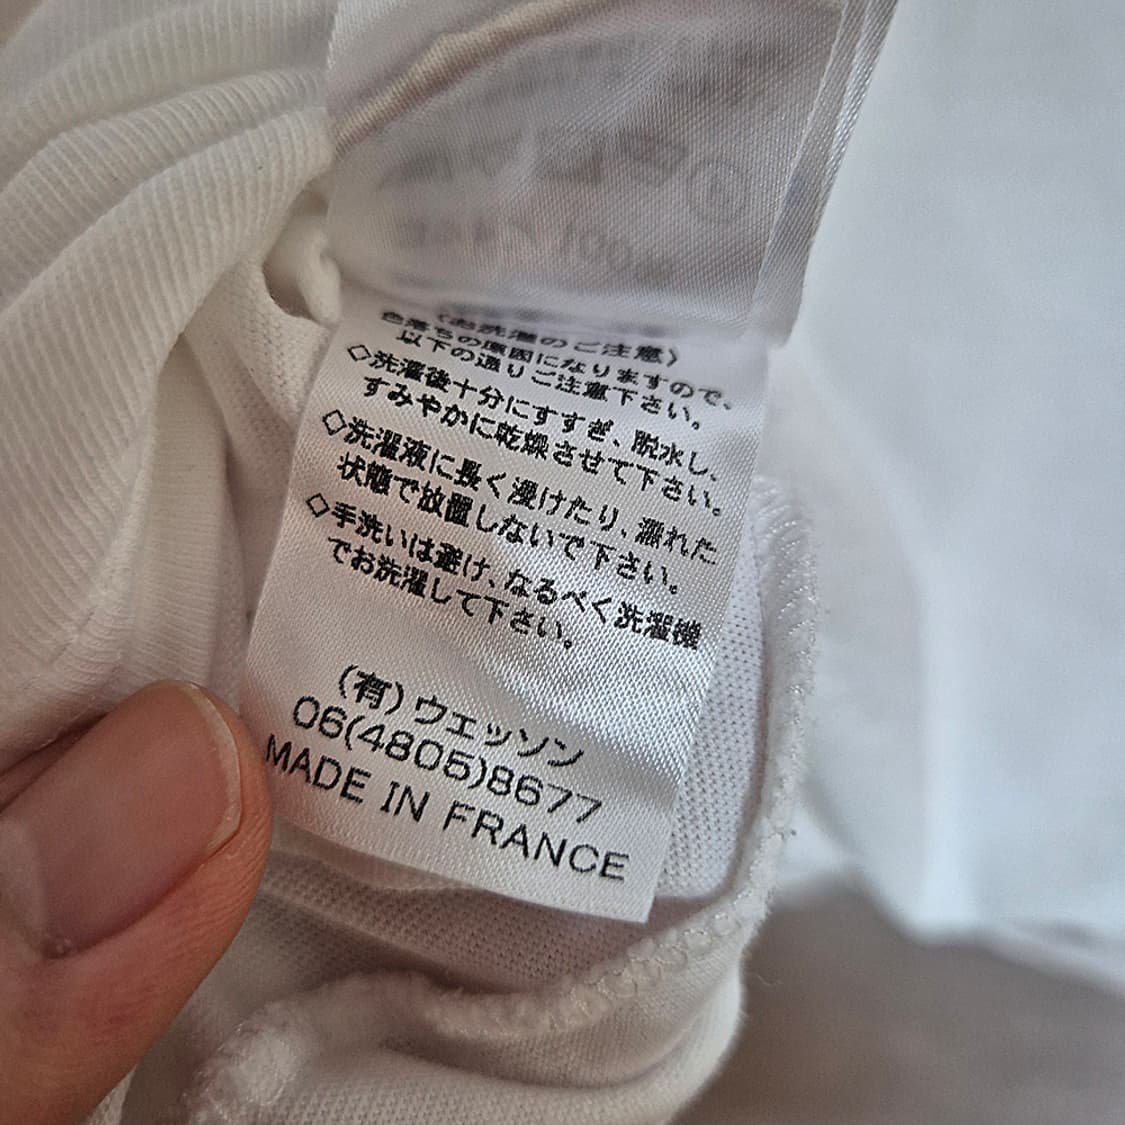 〈お洗濯のご注意〉
色落ちの原因になりますので、
以下の通りご注意下さい。
◇洗濯後十分にすすぎ、脱水し、
すみやかに乾燥させて下さい。
◇洗濯液に長く浸けたり、濡れた
状態で放置しないで下さい。
◇手洗いは避け、なるべく洗濯機
でお洗濯して下さい。
(有)ウエッソン
06(4805)8677
MADE IN FRANCE